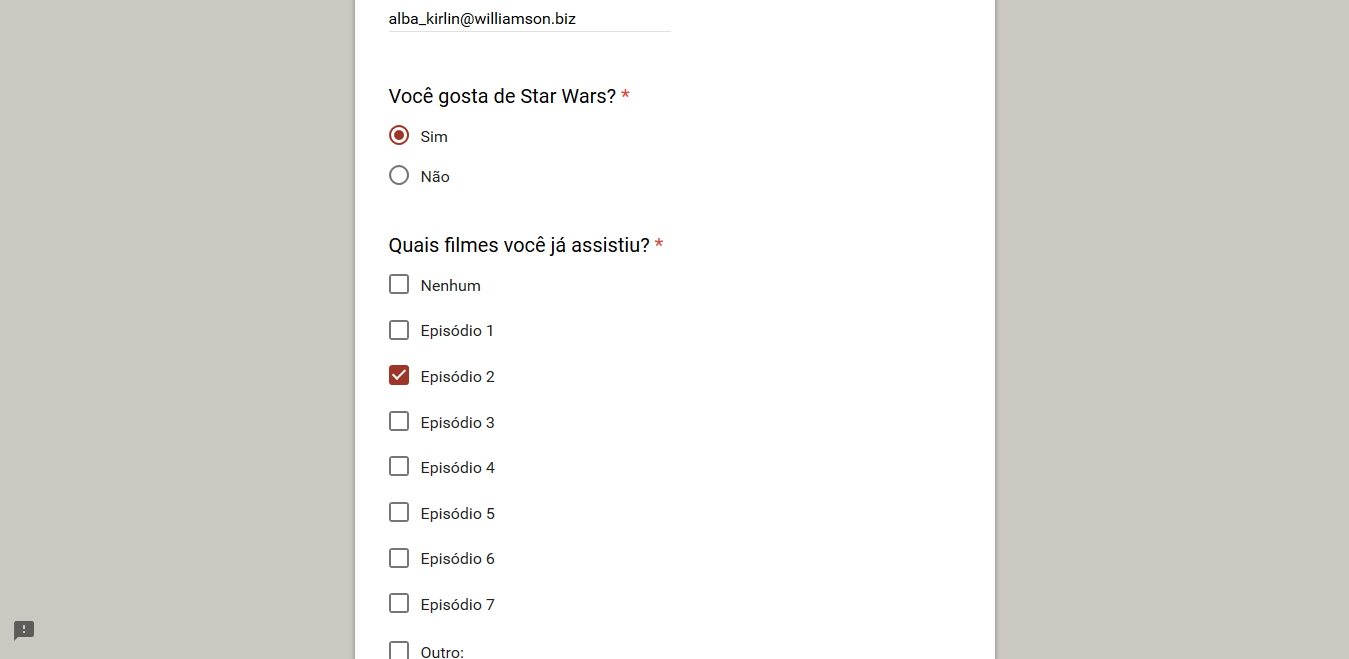 alba_kirlin@williamson.biz
Você gosta de Star Wars? *
Sim
Não
Quais filmes você já assistiu? *
Nenhum
Episódio 1
Episódio 2
Episódio 3
Episódio 4
Episódio 5
Episódio 6
Episódio 7
Outro: